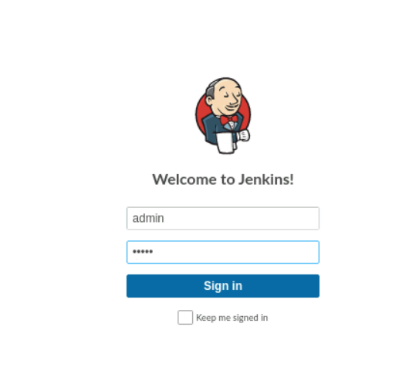 Welcome to Jenkins!
admin
•••••
Sign in
Keep me signed in